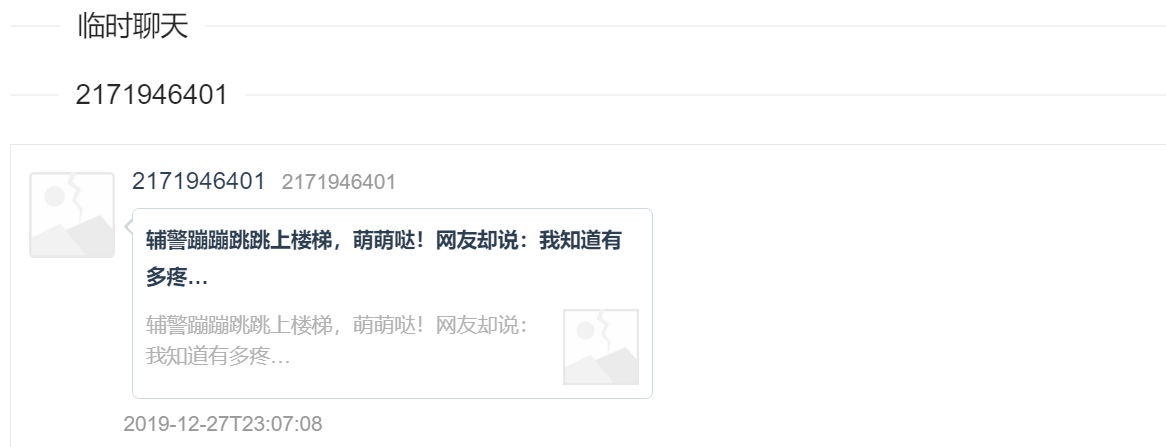 临时聊天
2171946401
2171946401 2171946401
辅警蹦蹦跳跳上楼梯，萌萌哒！网友却说：我知道有
多疼…
辅警蹦蹦跳跳上楼梯，萌萌哒！网友却说：
我知道有多疼…
2019-12-27T23:07:08